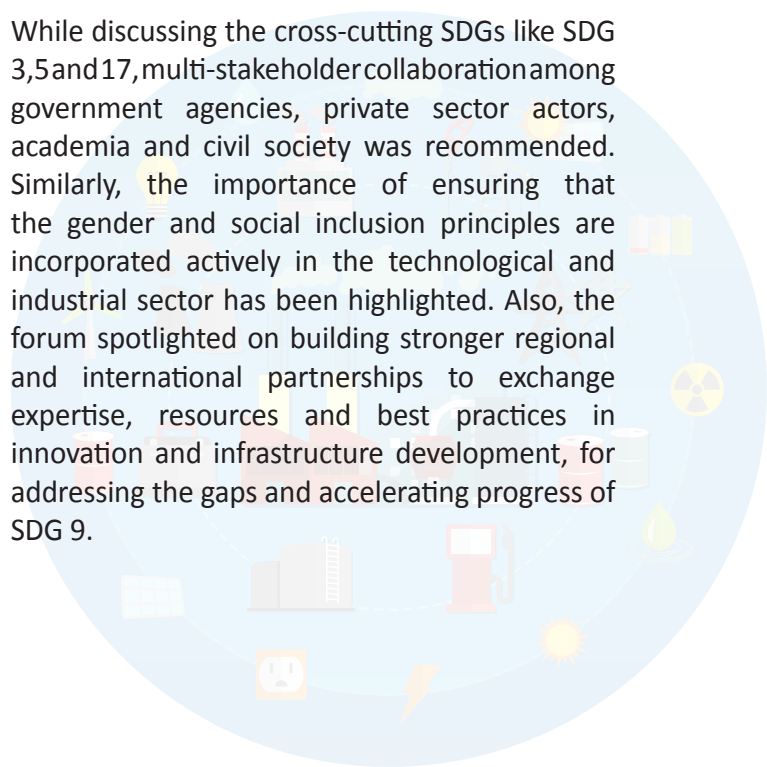 While discussing the cross-cutting SDGs like SDG
3,5 and 17, multi-stakeholder collaboration among
government agencies, private sector actors,
academia and civil society was recommended.
Similarly, the importance of ensuring that
the gender and social inclusion principles are
incorporated actively in the technological and
industrial sector has been highlighted. Also, the
forum spotlighted on building stronger regional
and international partnerships to exchange
expertise, resources and best practices in
innovation and infrastructure development, for
addressing the gaps and accelerating progress of
SDG 9.